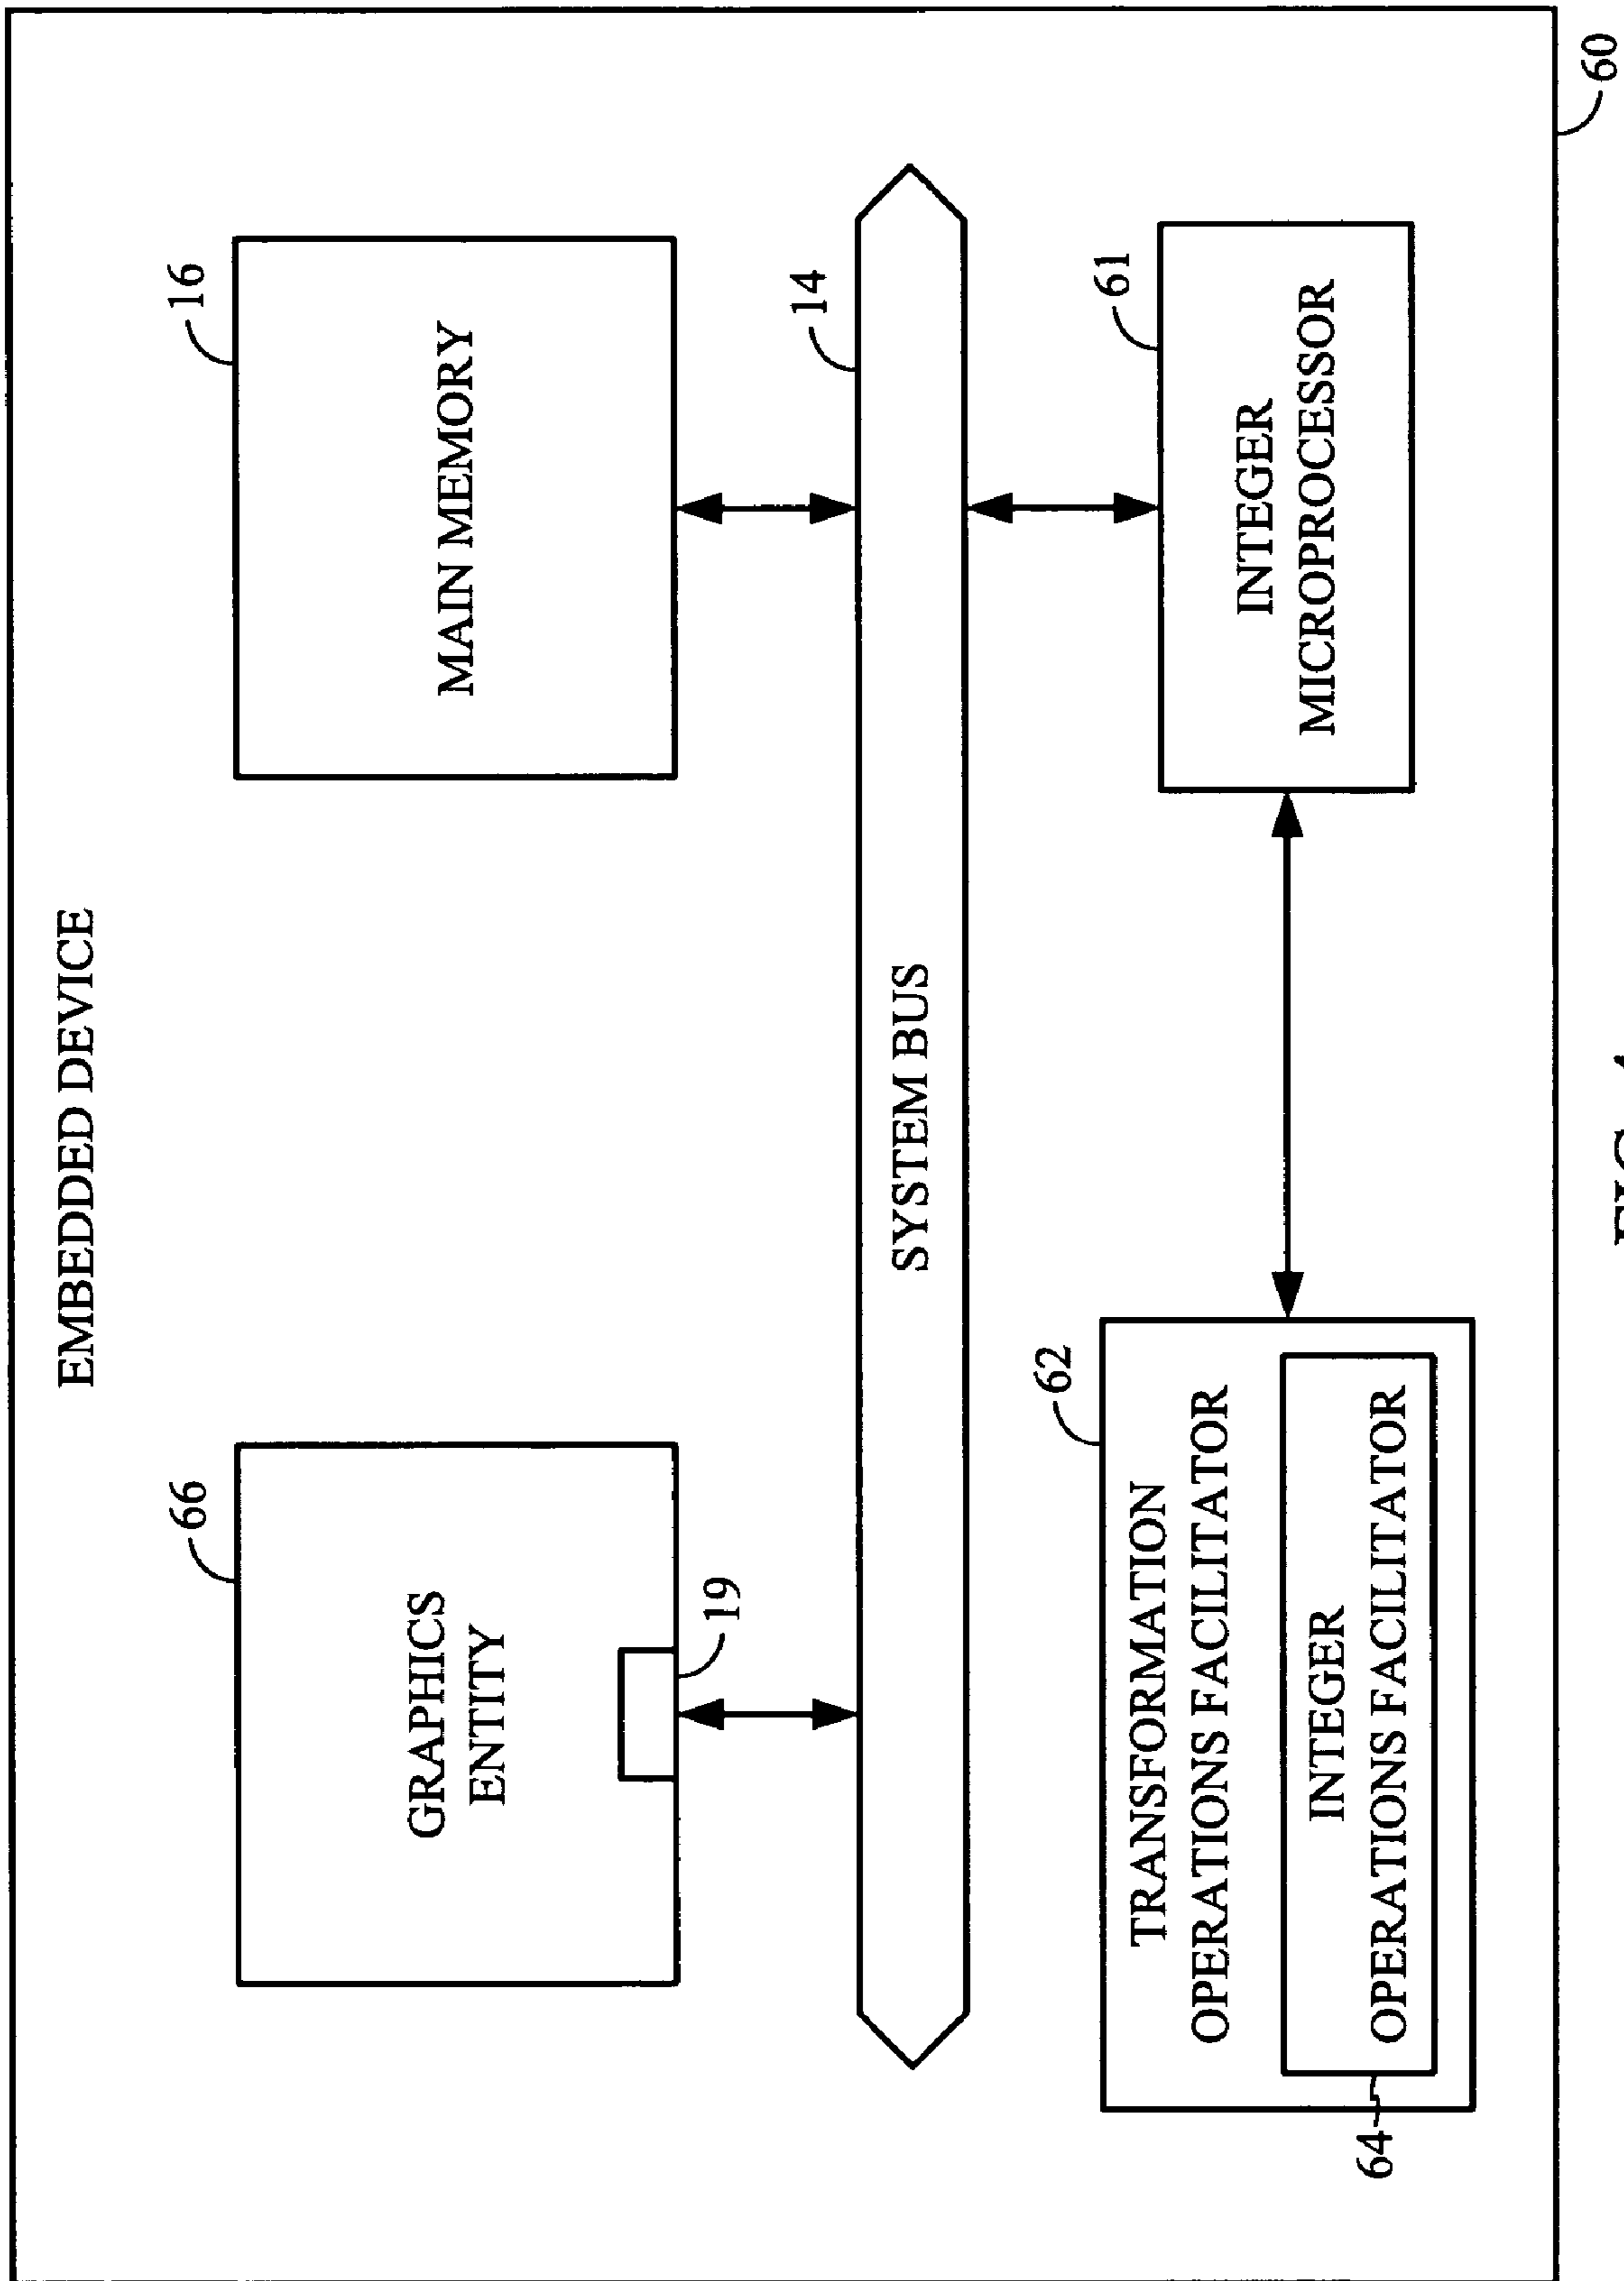 EMBEDDED DEVICE
66
GRAPHICS
ENTITY
19
16
MAIN MEMORY
14
SYSTEM BUS
62
TRANSFORMATION
OPERATIONS FACILITATOR
INTEGER
OPERATIONS FACILITATOR
64
61
INTEGER
MICROPROCESSOR
60